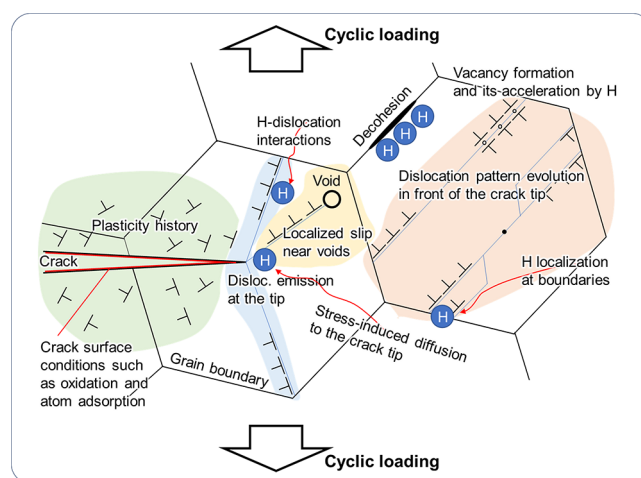 Cyclic loading
Vacancy formation
and its acceleration by H
H-dislocation
interactions
Decohesion
H
H
H
H
Void
Dislocation pattern evolution
in front of the crack tip
Plasticity history
Localized slip
near voids
Crack
H
Disloc. emission
at the tip
H localization
at boundaries
Stress-induced diffusion
to the crack tip
H
Crack surface
conditions such
as oxidation and
atom adsorption
Grain boundary
Cyclic loading